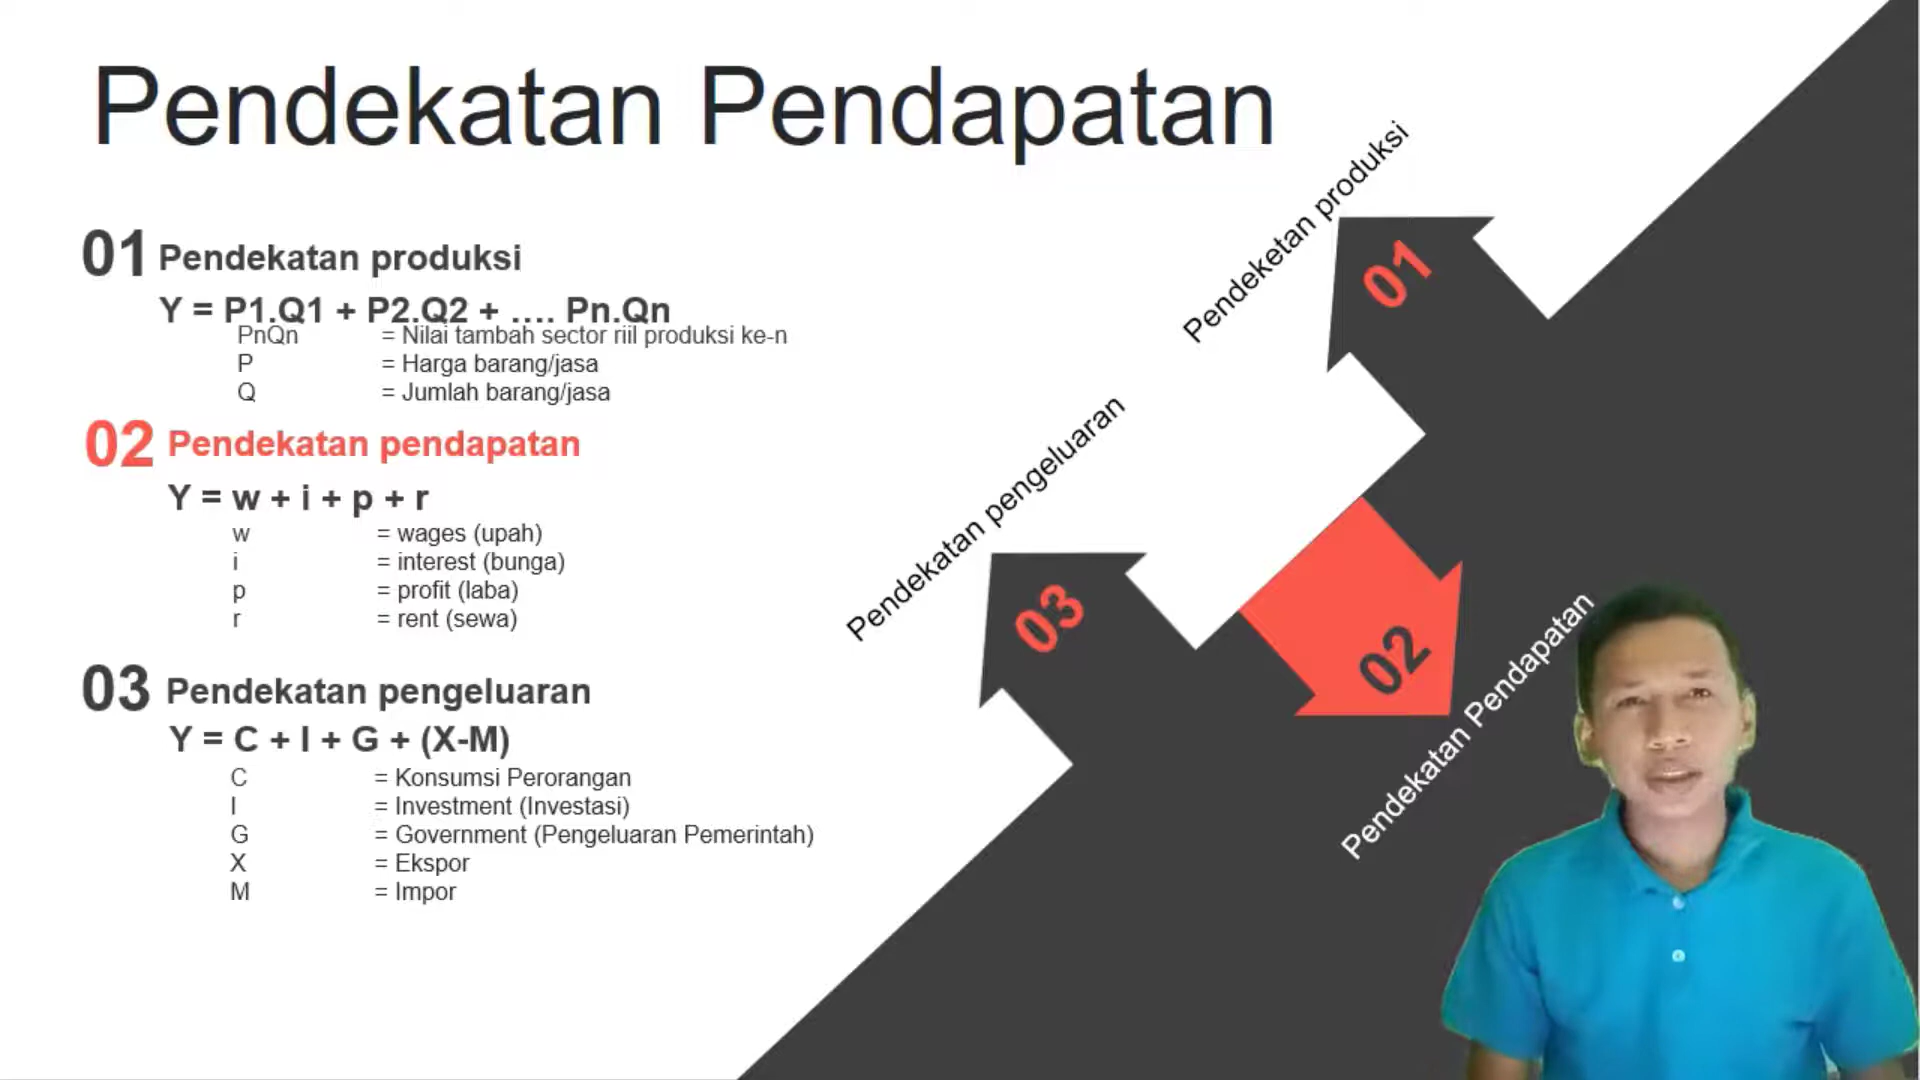 Pendekatan Pendapatan
01 Pendekatan produksi
Y = P1.Q1 + P2.Q2 + .... Pn.Qn
PnQn = Nilai tambah sector riil produksi ke-n
P = Harga barang/jasa
Q = Jumlah barang/jasa
02 Pendekatan pendapatan
Y = w + i + p + r
w = wages (upah)
i = interest (bunga)
p = profit (laba)
r = rent (sewa)
03 Pendekatan pengeluaran
Y = C + I + G + (X-M)
C = Konsumsi Perorangan
I = Investment (Investasi)
G = Government (Pengeluaran Pemerintah)
X = Ekspor
M = Impor
Pendeketan produksi
01
Pendekatan pengeluaran
03
02
Pendekatan Pendapatan